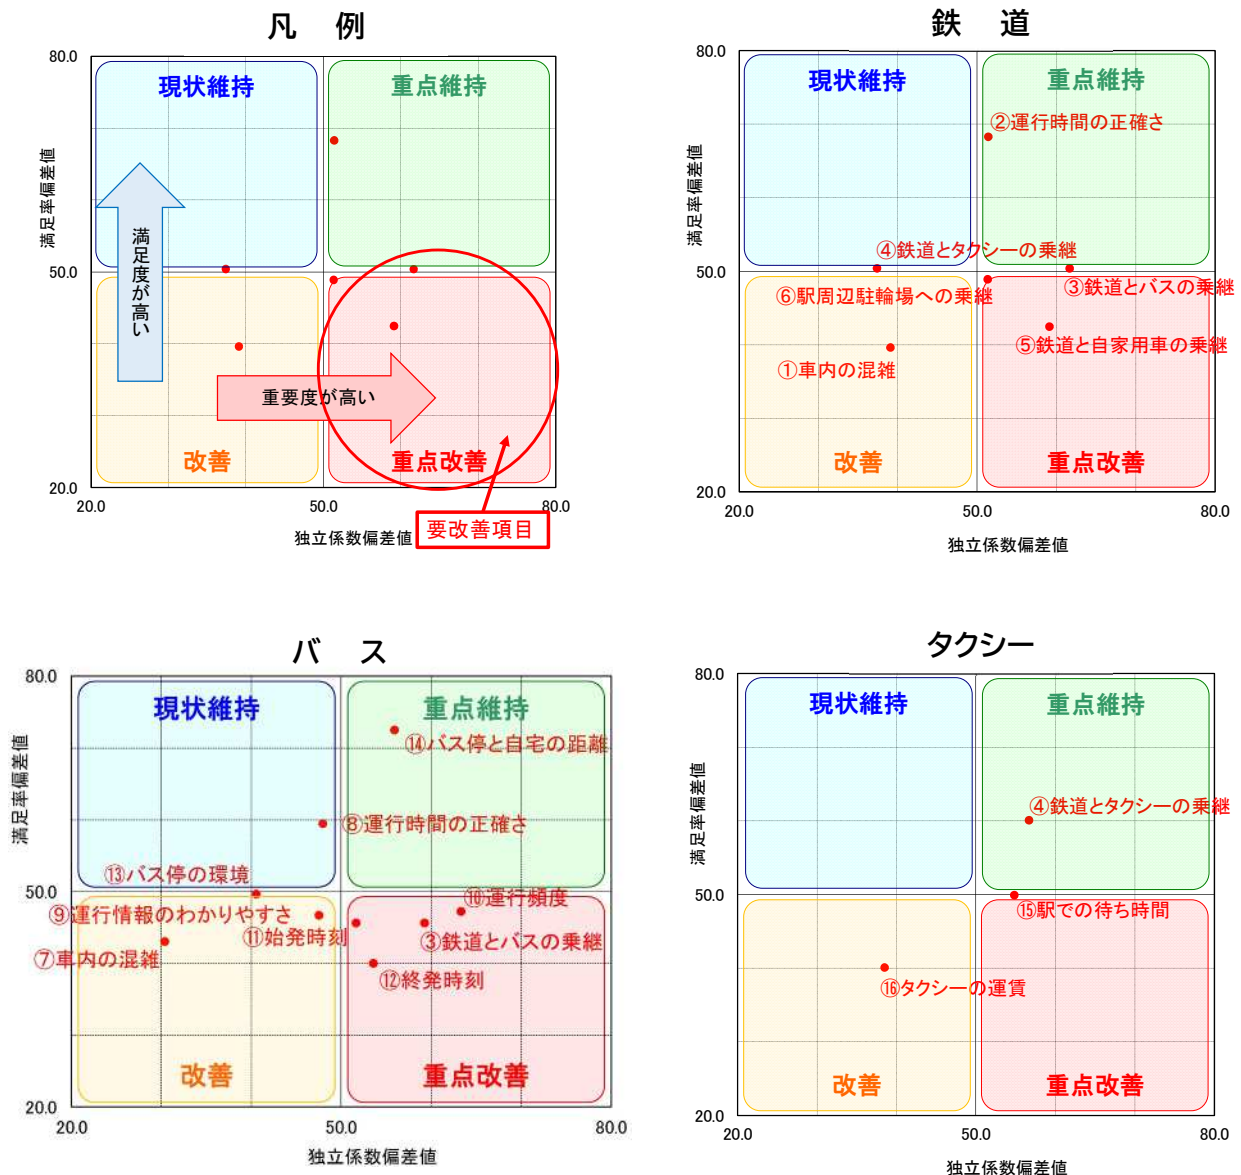 凡　例
80.0
現状維持
重点維持
満足率偏差値
満足度が高い
50.0
重要度が高い
改善
重点改善
20.0
20.0
50.0
80.0
独立係数偏差値
要改善項目
鉄　道
80.0
現状維持
重点維持
②運行時間の正確さ
満足率偏差値
④鉄道とタクシーの乗継
50.0
⑥駅周辺駐輪場への乗継
③鉄道とバスの乗継
⑤鉄道と自家用車の乗継
①車内の混雑
改善
重点改善
20.0
20.0
50.0
80.0
独立係数偏差値
バ　ス
80.0
現状維持
重点維持
⑭バス停と自宅の距離
満足率偏差値
⑧運行時間の正確さ
⑬バス停の環境
50.0
⑩運行頻度
⑨運行情報のわかりやすさ
⑪始発時刻
③鉄道とバスの乗継
⑦車内の混雑
⑫終発時刻
改善
重点改善
20.0
20.0
50.0
80.0
独立係数偏差値
タクシー
80.0
現状維持
重点維持
満足率偏差値
④鉄道とタクシーの乗継
50.0
⑮駅での待ち時間
⑯タクシーの運賃
改善
重点改善
20.0
20.0
50.0
80.0
独立係数偏差値